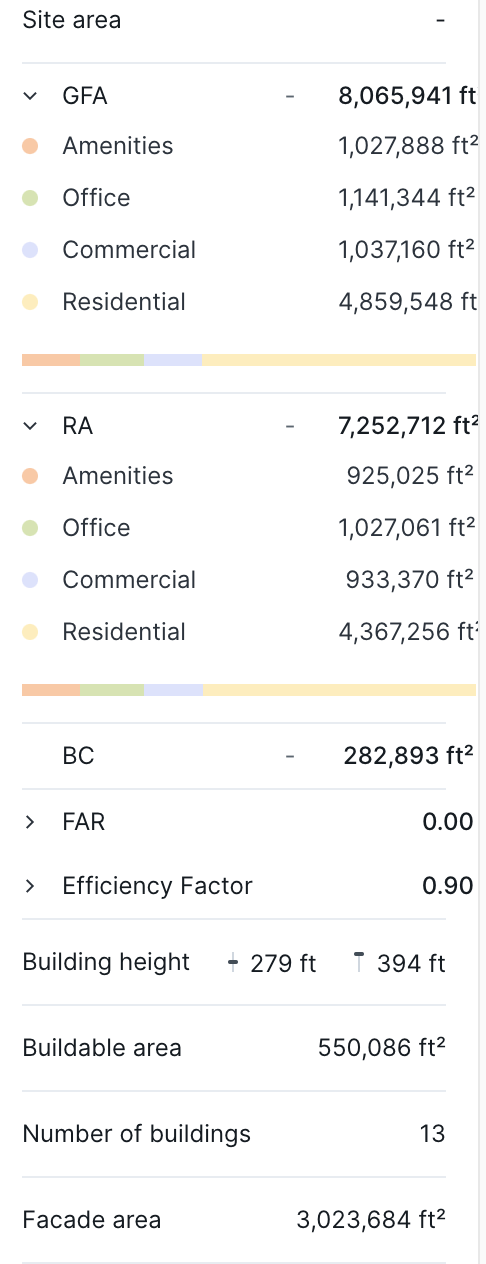 Site area -
GFA - 8,065,941 ft
Amenities 1,027,888 ft²
Office 1,141,344 ft²
Commercial 1,037,160 ft²
Residential 4,859,548 ft
RA - 7,252,712 ft²
Amenities 925,025 ft²
Office 1,027,061 ft²
Commercial 933,370 ft²
Residential 4,367,256 ft²
BC - 282,893 ft²
FAR 0.00
Efficiency Factor 0.90
Building height 279 ft 394 ft
Buildable area 550,086 ft²
Number of buildings 13
Facade area 3,023,684 ft²